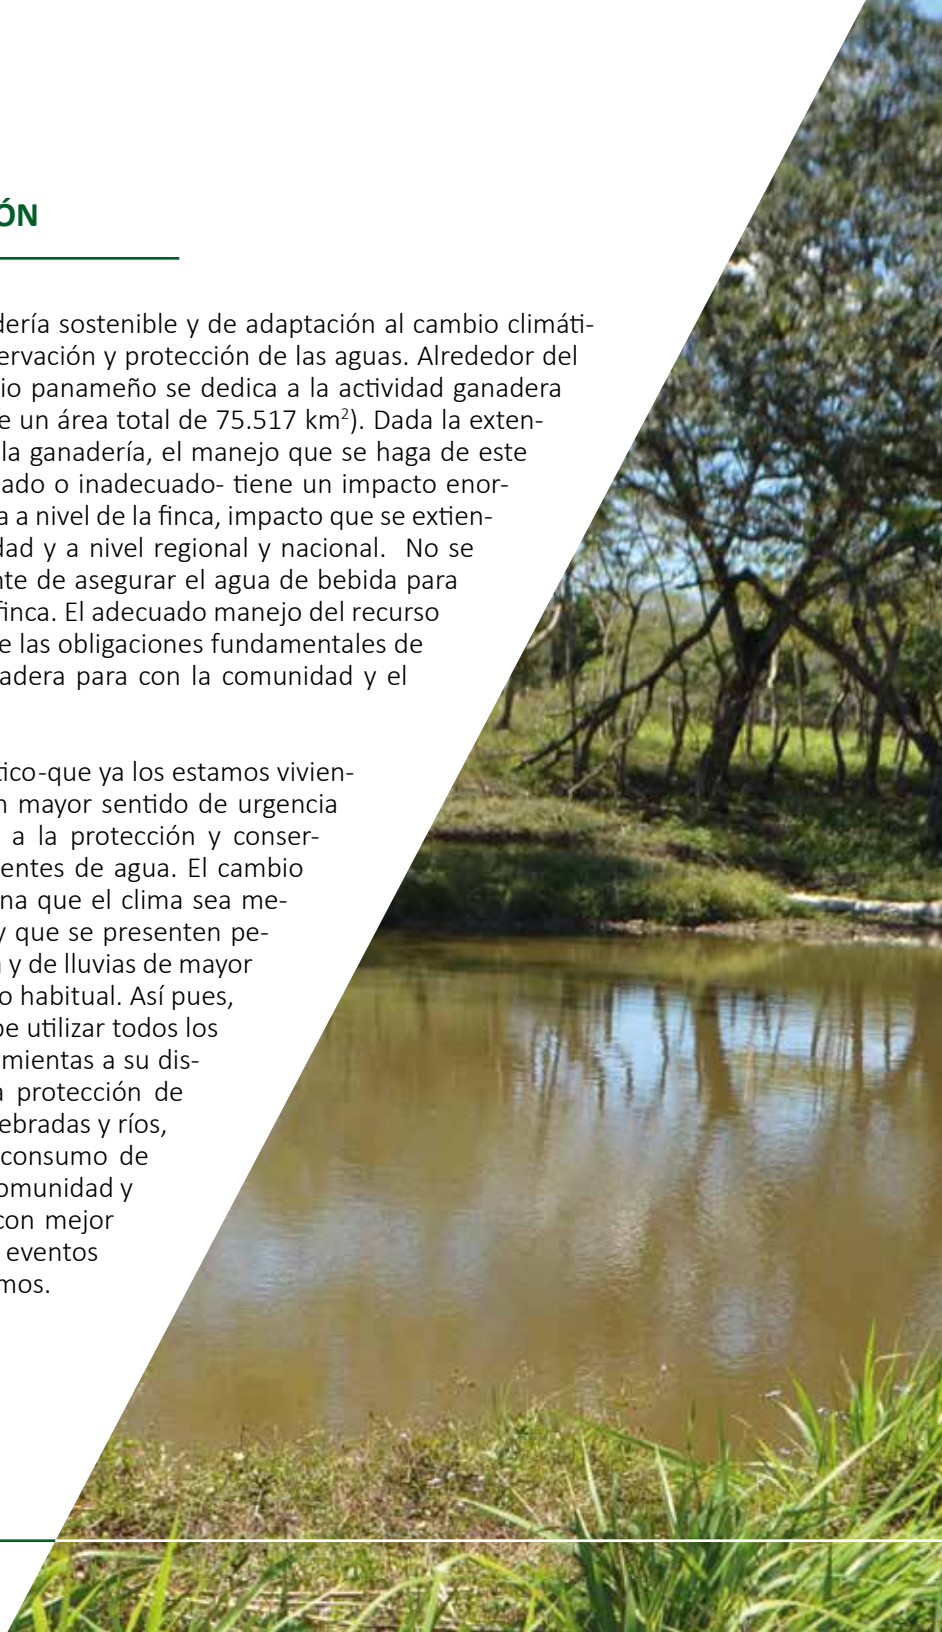 ÓN
dería sostenible y de adaptación al cambio climáti-
ervación y protección de las aguas. Alrededor del
io panameño se dedica a la actividad ganadera
e un área total de 75.517 km²). Dada la exten-
la ganadería, el manejo que se haga de este
ado o inadecuado- tiene un impacto enor-
a a nivel de la finca, impacto que se extien-
dad y a nivel regional y nacional. No se
nte de asegurar el agua de bebida para
finca. El adecuado manejo del recurso
e las obligaciones fundamentales de
adera para con la comunidad y el
tico-que ya los estamos vivien-
n mayor sentido de urgencia
a la protección y conser-
entes de agua. El cambio
na que el clima sea me-
y que se presenten pe-
n y de lluvias de mayor
o habitual. Así pues,
be utilizar todos los
mientas a su dis-
a protección de
ebradas y ríos,
consumo de
omunidad y
con mejor
eventos
mos.